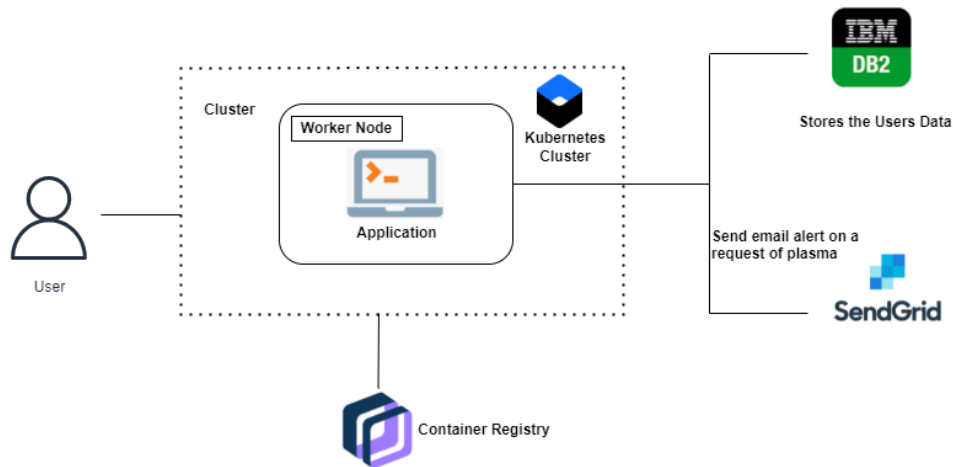 IBM
DB2
Stores the Users Data
Cluster
Worker Node
Kubernetes
Cluster
Application
User
Send email alert on a
request of plasma
SendGrid
Container Registry